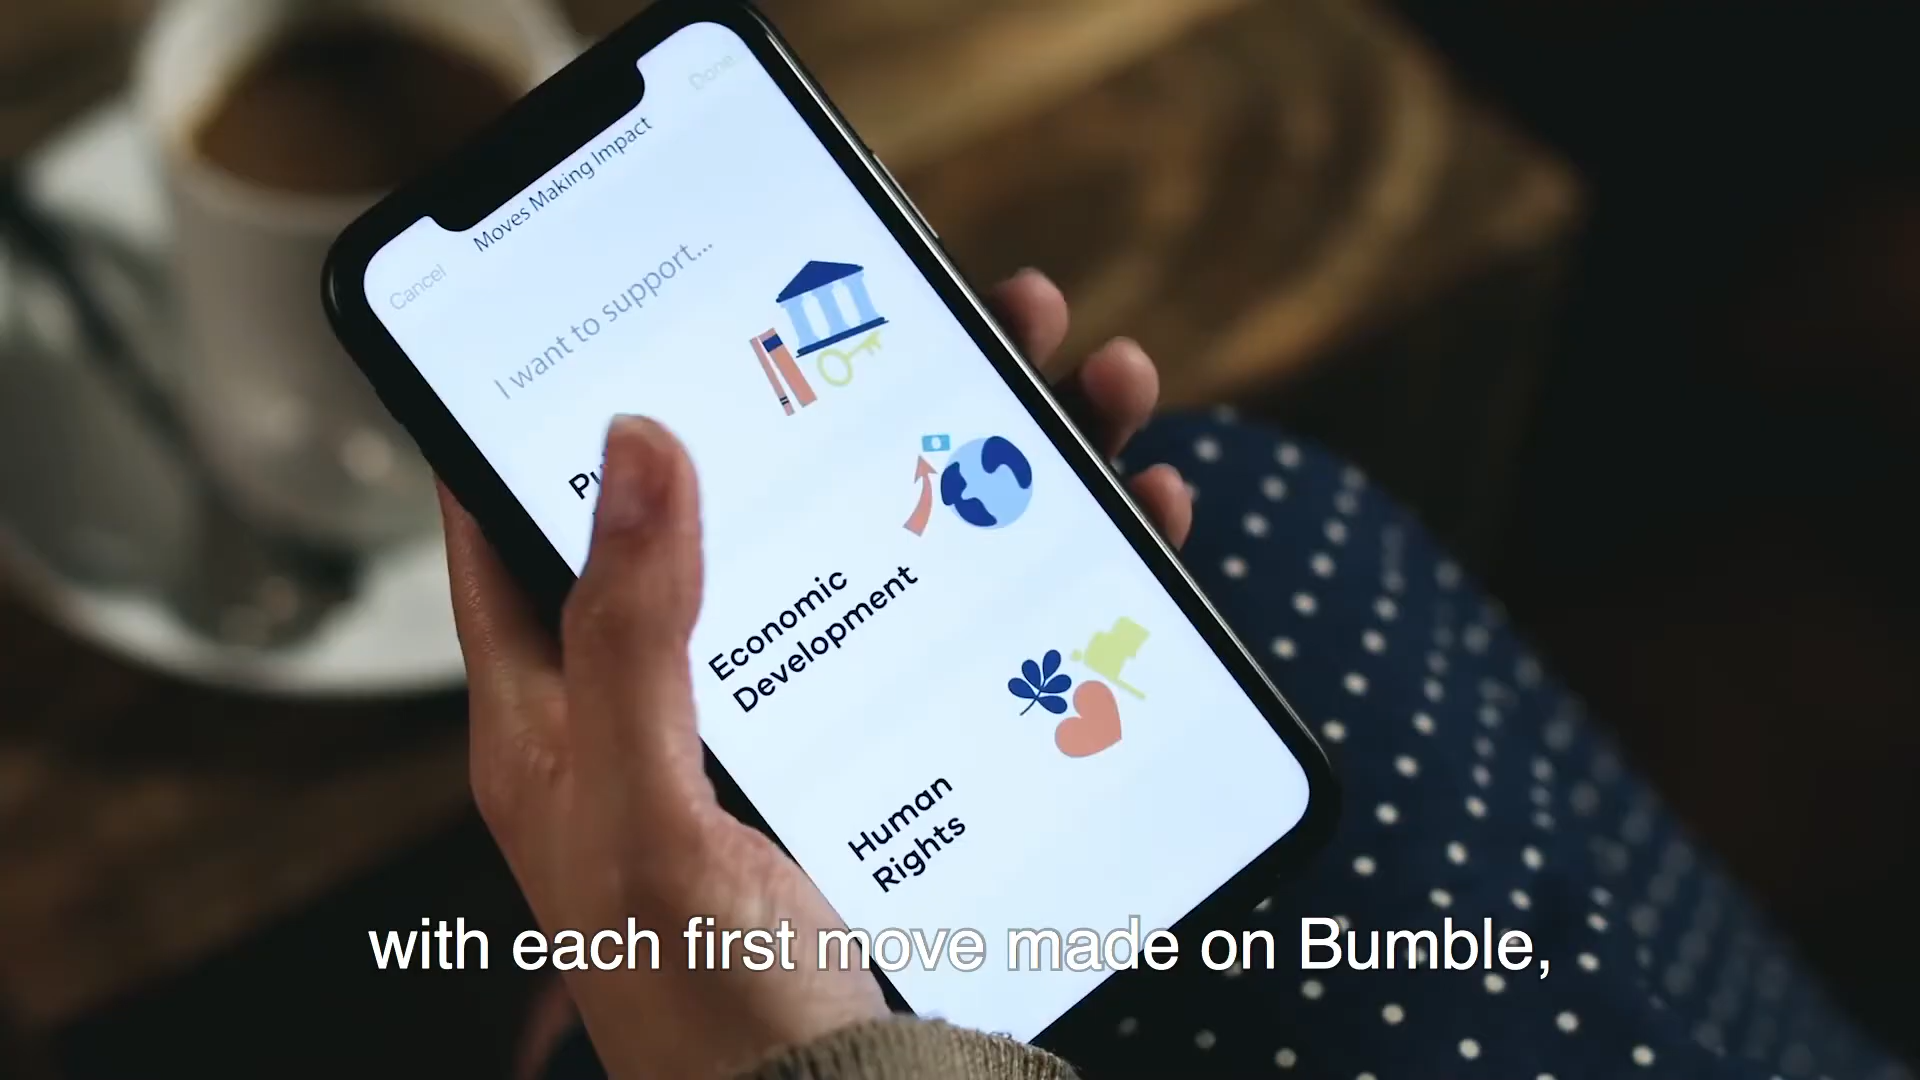 Done
Moves Making Impact
Cancel
I want to support...
Economic
Development
Human
Rights
with each first move made on Bumble,